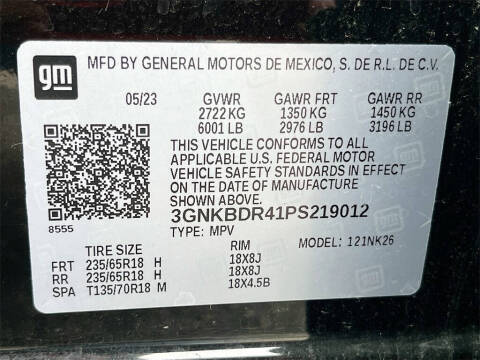 gm
MFD BY GENERAL MOTORS DE MEXICO, S. DE R.L. DE C.V.
05/23 GVWR GAWR FRT GAWR RR
2722 KG 1350 KG 1450 KG
6001 LB 2976 LB 3196 LB
THIS VEHICLE CONFORMS TO ALL
APPLICABLE U.S. FEDERAL MOTOR
VEHICLE SAFETY STANDARDS IN EFFECT
ON THE DATE OF MANUFACTURE
SHOWN ABOVE.
3GNKBDR41PS219012
8555
TYPE: MPV MODEL: 121NK26
TIRE SIZE RIM
FRT 235/65R18 H 18X8J
RR 235/65R18 H 18X8J
SPA T135/70R18 M 18X4.5B